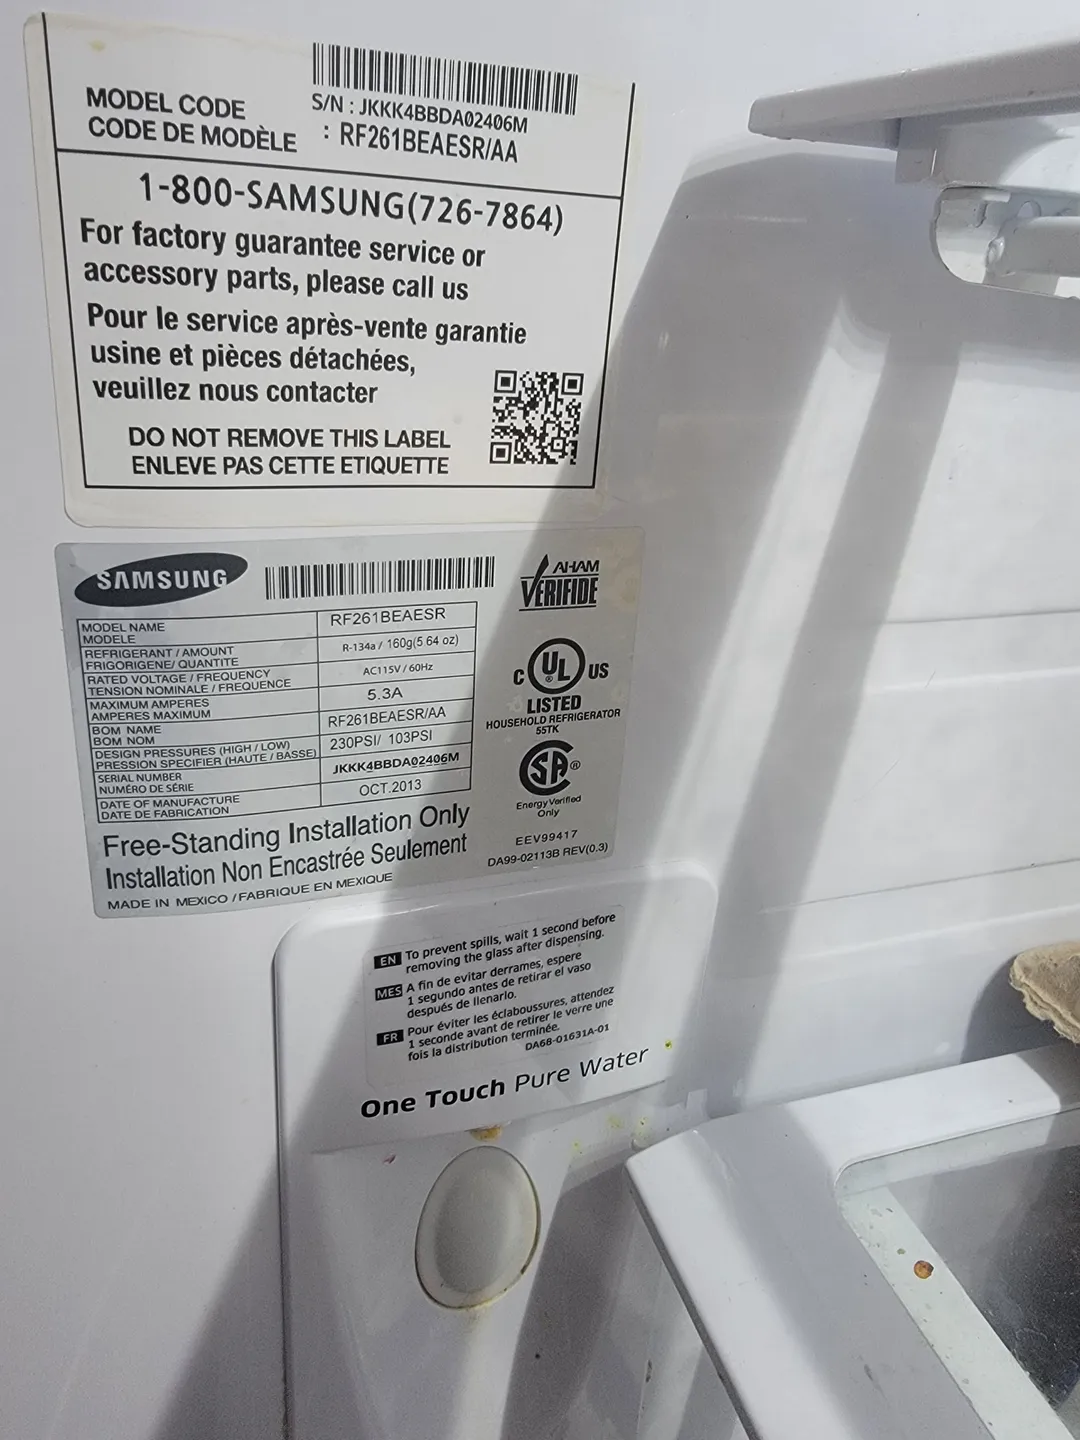 S/N : JKKK4BBDA02406M
MODEL CODE
CODE DE MODÈLE : RF261BEAESR/AA
1-800-SAMSUNG(726-7864)
For factory guarantee service or
accessory parts, please call us
Pour le service après-vente garantie
usine et pièces détachées,
veuillez nous contacter
DO NOT REMOVE THIS LABEL
ENLEVE PAS CETTE ETIQUETTE
SAMSUNG
AHAM
VERIFIDE
MODEL NAME
MODELE
RF261BEAESR
REFRIGERANT / AMOUNT
FRIGORIGENE/ QUANTITE
R-134a / 160g(5 64 oz)
RATED VOLTAGE / FREQUENCY
TENSION NOMINALE / FREQUENCE
AC115V / 60Hz
MAXIMUM AMPERES
AMPERES MAXIMUM
5.3A
BOM NAME
BOM NOM
RF261BEAESR/AA
DESIGN PRESSURES (HIGH / LOW)
PRESSION SPECIFIER (HAUTE / BASSE)
230PSI/ 103PSI
SERIAL NUMBER
NUMÉRO DE SÉRIE
JKKK4BBDA02406M
DATE OF MANUFACTURE
DATE DE FABRICATION
OCT.2013
C UL US
®
LISTED
HOUSEHOLD REFRIGERATOR
55TK
SA ®
Energy Verified
Only
EEV99417
DA99-02113B REV(0.3)
Free-Standing Installation Only
Installation Non Encastrée Seulement
MADE IN MEXICO / FABRIQUE EN MEXIQUE
EN To prevent spills, wait 1 second before
removing the glass after dispensing.
MES A fin de evitar derrames, espere
1 segundo antes de retirar el vaso
después de llenarlo.
FR Pour éviter les éclaboussures, attendez
1 seconde avant de retirer le verre une
fois la distribution terminée.
DA68-01631A-01
One Touch Pure Water